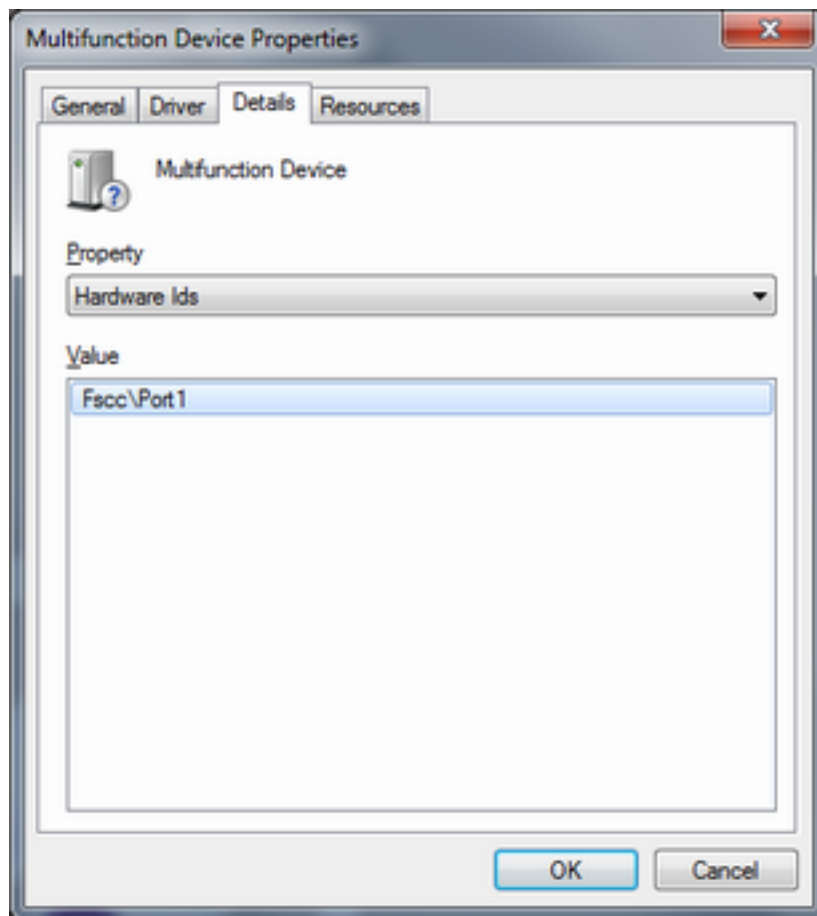 Multifunction Device Properties
General Driver Details Resources
Multifunction Device
Property
Hardware Ids
Value
Fscc\Port1
OK Cancel